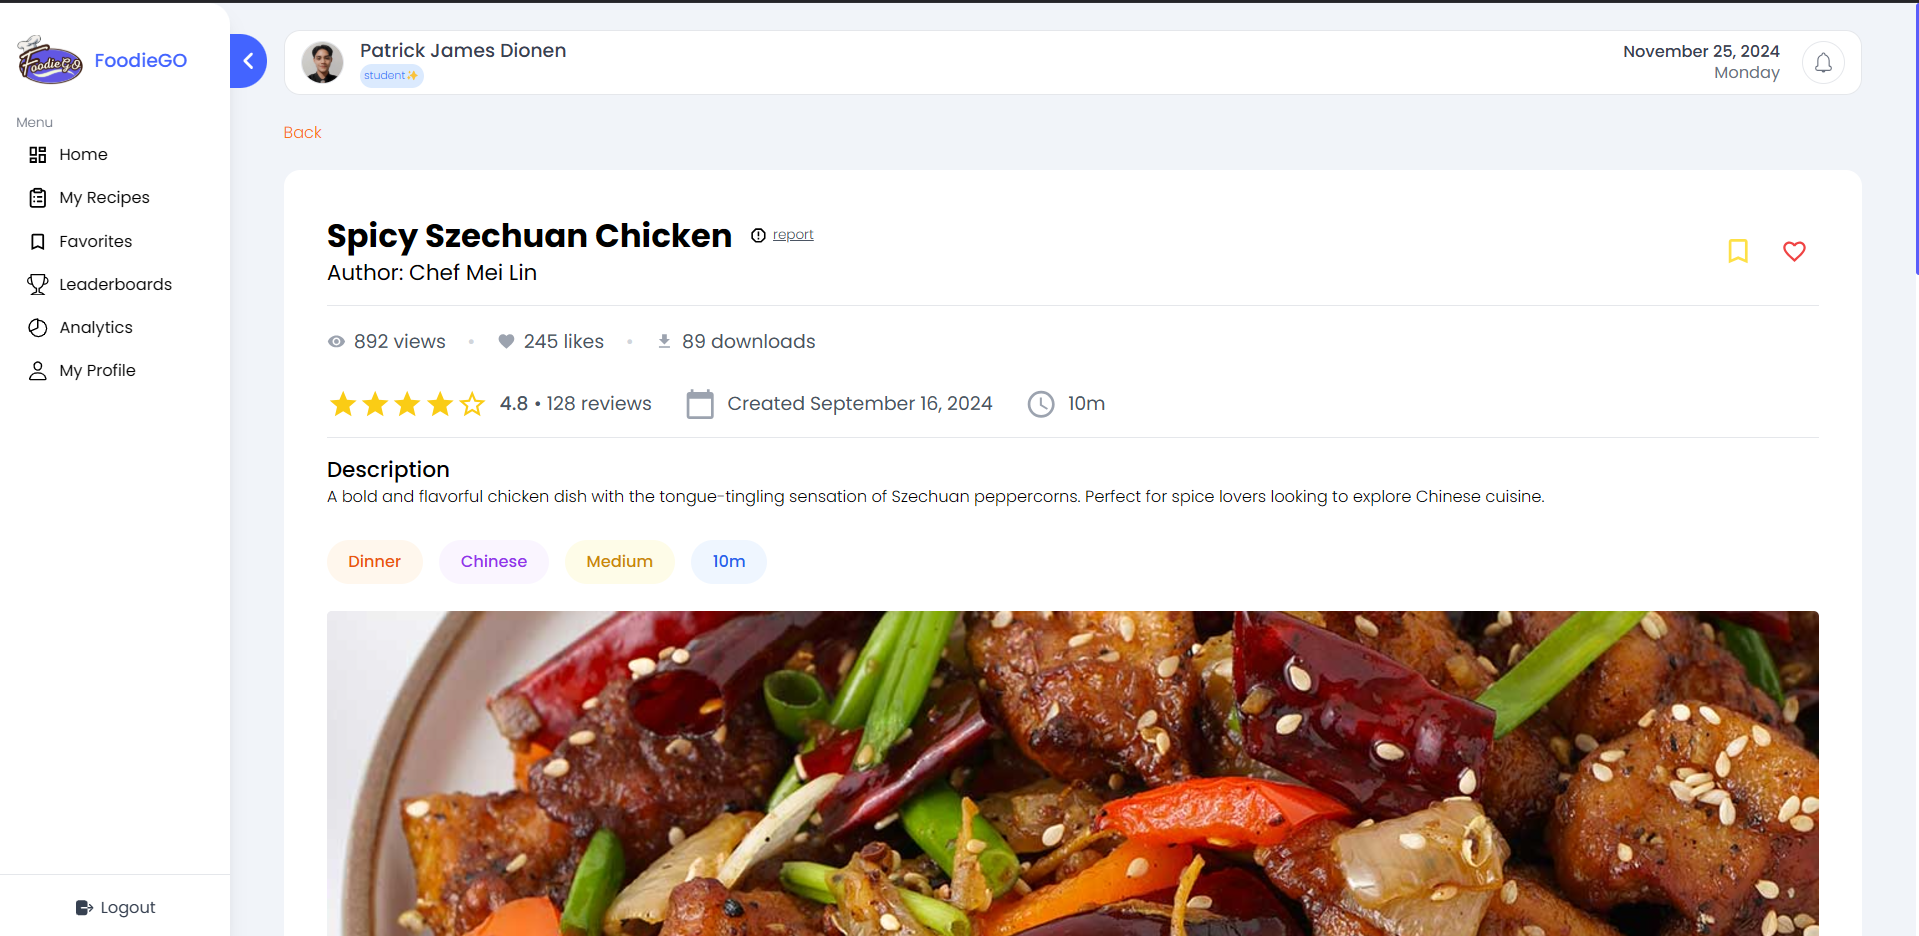 FoodieGO
FoodieGO
Menu
Home
My Recipes
Favorites
Leaderboards
Analytics
My Profile
Logout
Patrick James Dionen
student✨
November 25, 2024
Monday
Back
Spicy Szechuan Chicken
report
Author: Chef Mei Lin
892 views • 245 likes • 89 downloads
4.8 • 128 reviews Created September 16, 2024 10m
Description
A bold and flavorful chicken dish with the tongue-tingling sensation of Szechuan peppercorns. Perfect for spice lovers looking to explore Chinese cuisine.
Dinner Chinese Medium 10m